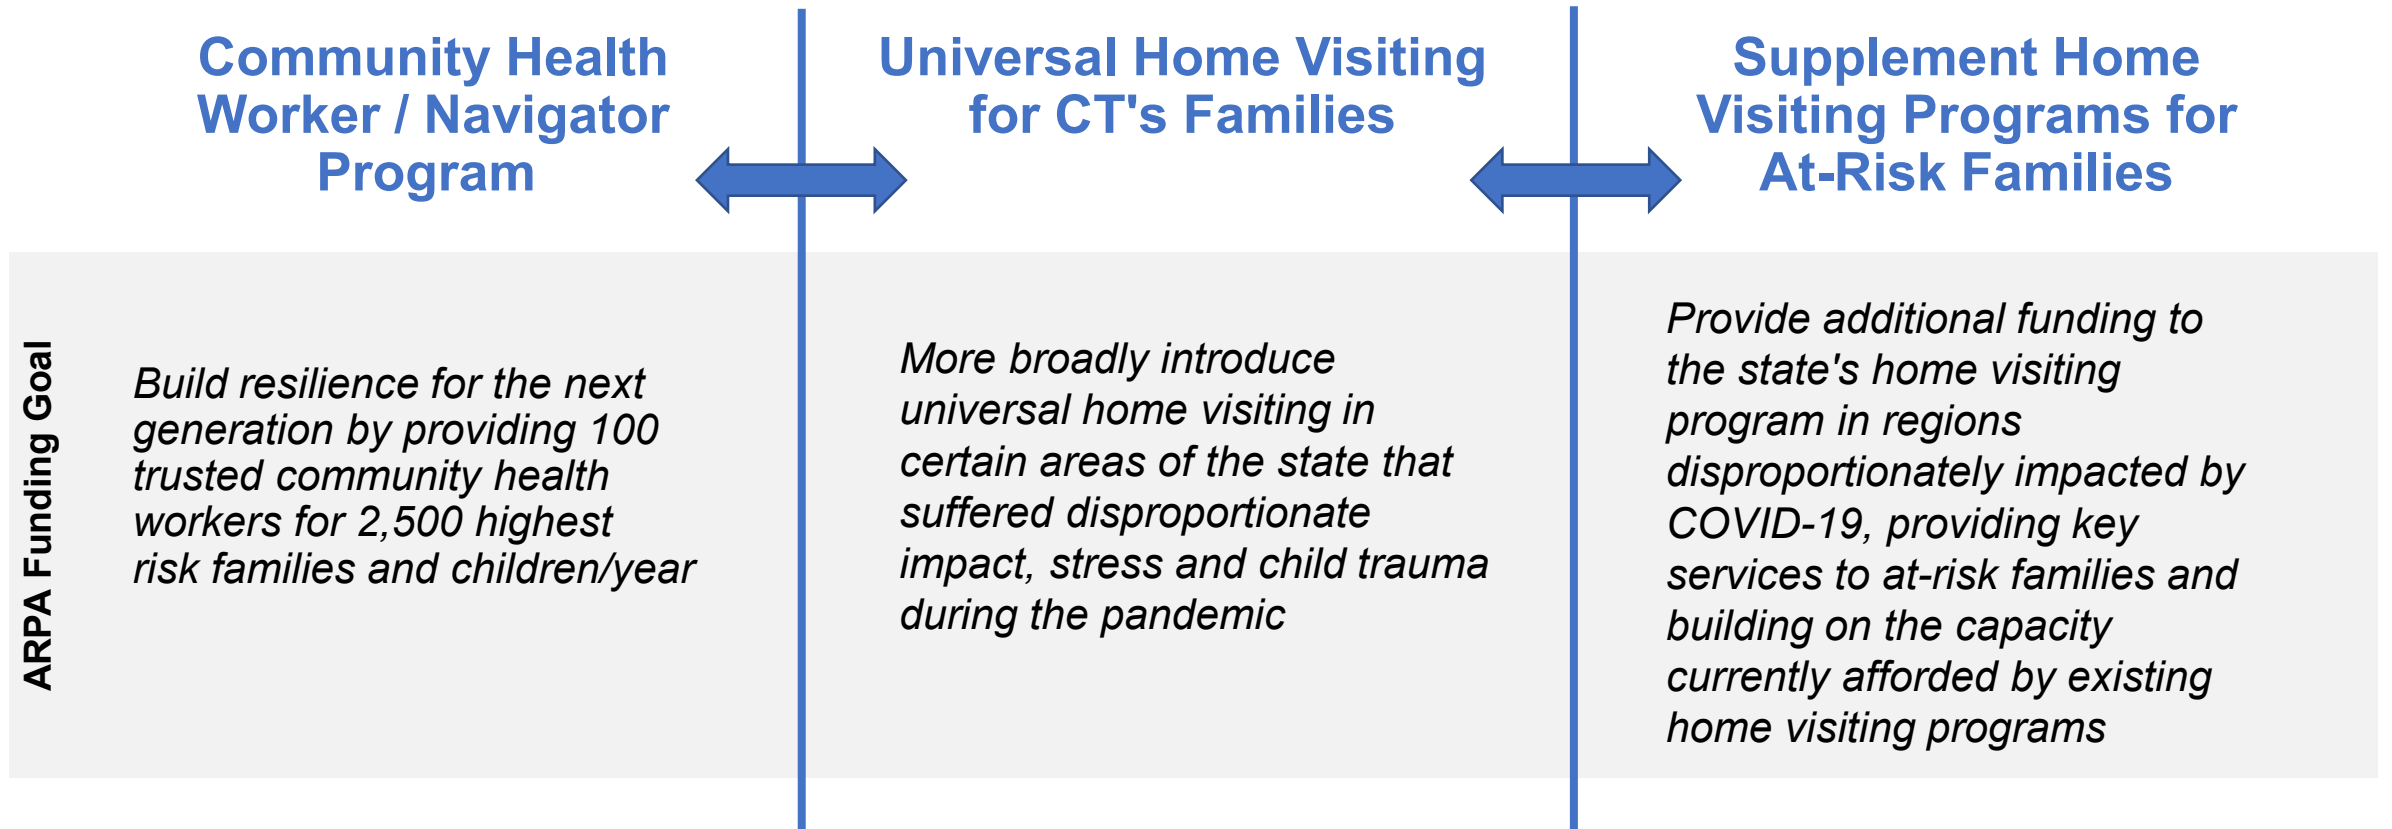 Community Health
Worker / Navigator
Program
Universal Home Visiting
for CT's Families
Supplement Home
Visiting Programs for
At-Risk Families
ARPA Funding Goal
Build resilience for the next
generation by providing 100
trusted community health
workers for 2,500 highest
risk families and children/year
More broadly introduce
universal home visiting in
certain areas of the state that
suffered disproportionate
impact, stress and child trauma
during the pandemic
Provide additional funding to
the state's home visiting
program in regions
disproportionately impacted by
COVID-19, providing key
services to at-risk families and
building on the capacity
currently afforded by existing
home visiting programs